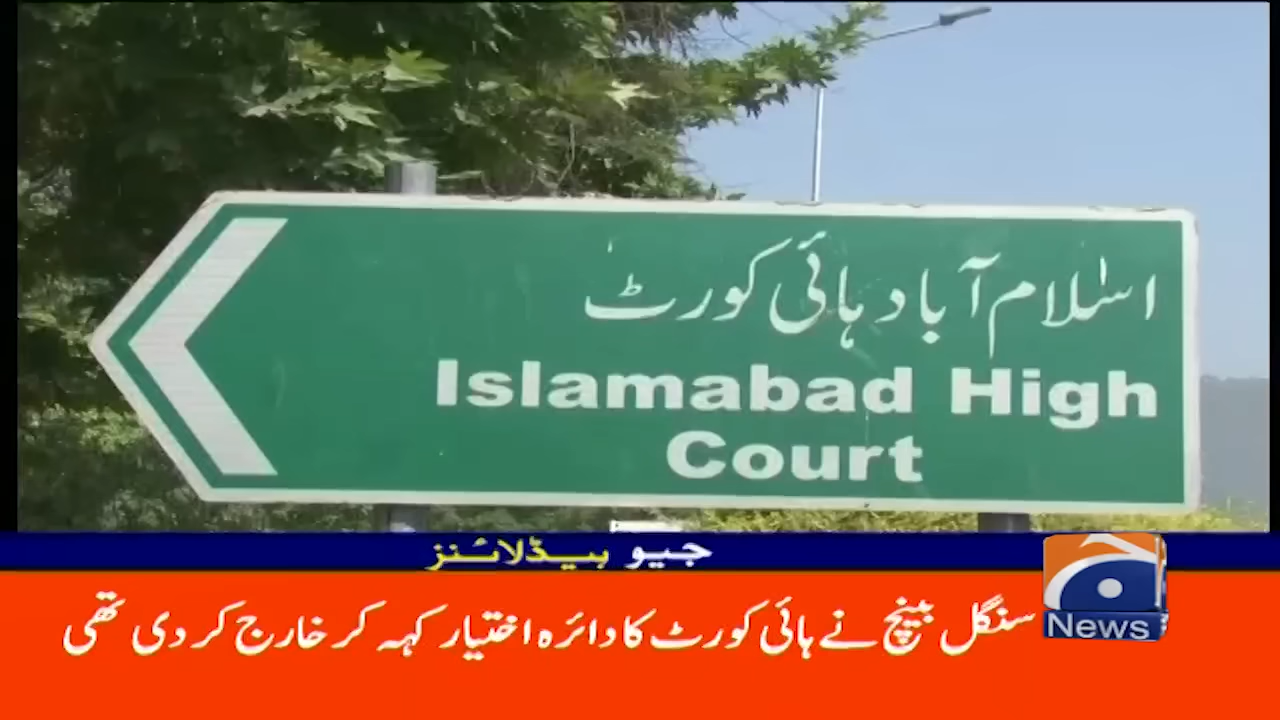 اسلام آباد ہائی کورٹ
Islamabad High
Court
جیو ہیڈلائنز
سنگل بینچ نے ہائی کورٹ کا دائرہ اختیار کہہ کر خارج کر دی تھی
News